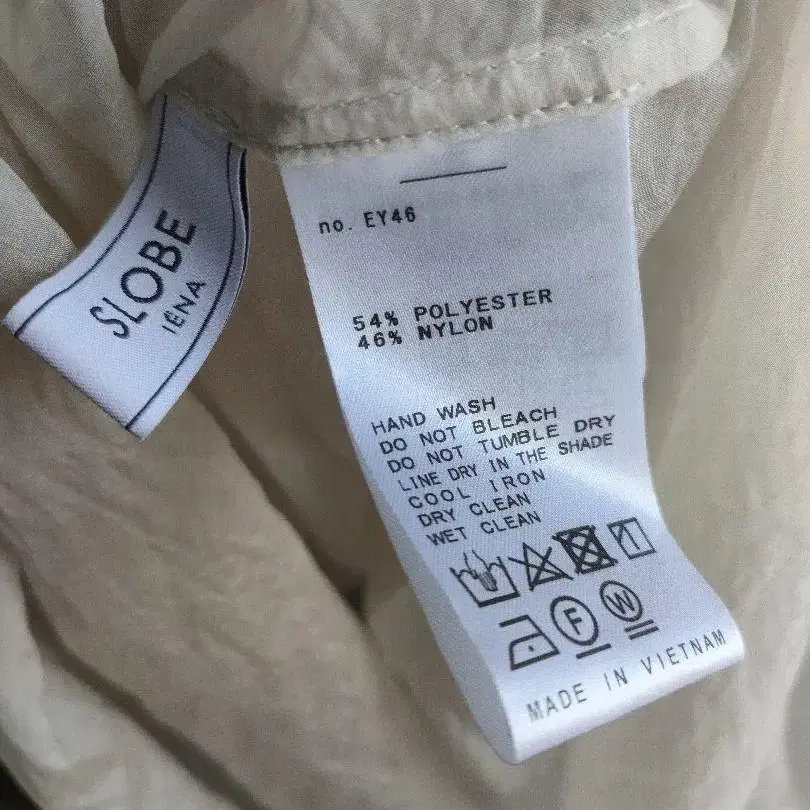 SLOBE
IÉNA
no. EY46
54% POLYESTER
46% NYLON
HAND WASH
DO NOT BLEACH
DO NOT TUMBLE DRY
LINE DRY IN THE SHADE
COOL IRON
DRY CLEAN
WET CLEAN
F W
MADE IN VIETNAM